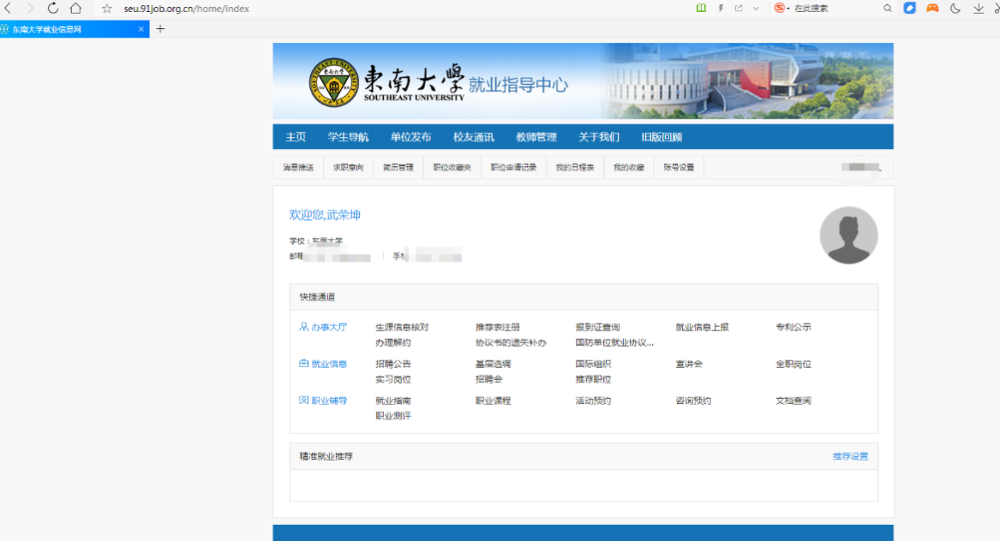 seu.91job.org.cn/home/index
在此搜索
东南大学就业信息网
東南大學 就业指导中心
SOUTHEAST UNIVERSITY
主页 学生导航 单位发布 校友通讯 教师管理 关于我们 旧版回顾
消息推送 求职意向 简历管理 职位收藏夹 职位申请记录 我的日程表 我的收藏 账号设置
欢迎您,武荣坤
学校：东南大学
邮箱 手机
快捷通道
办事大厅 生源信息核对 推荐表注册 报到证查询 就业信息上报 专利公示
办理解约 协议书的遗失补办 国防单位就业协议...
就业信息 招聘公告 基层选调 国际组织 宣讲会 全职岗位
实习岗位 招聘会 推荐职位
职业辅导 就业指南 职业课程 活动预约 咨询预约 文档查阅
职业测评
精准就业推荐 推荐设置